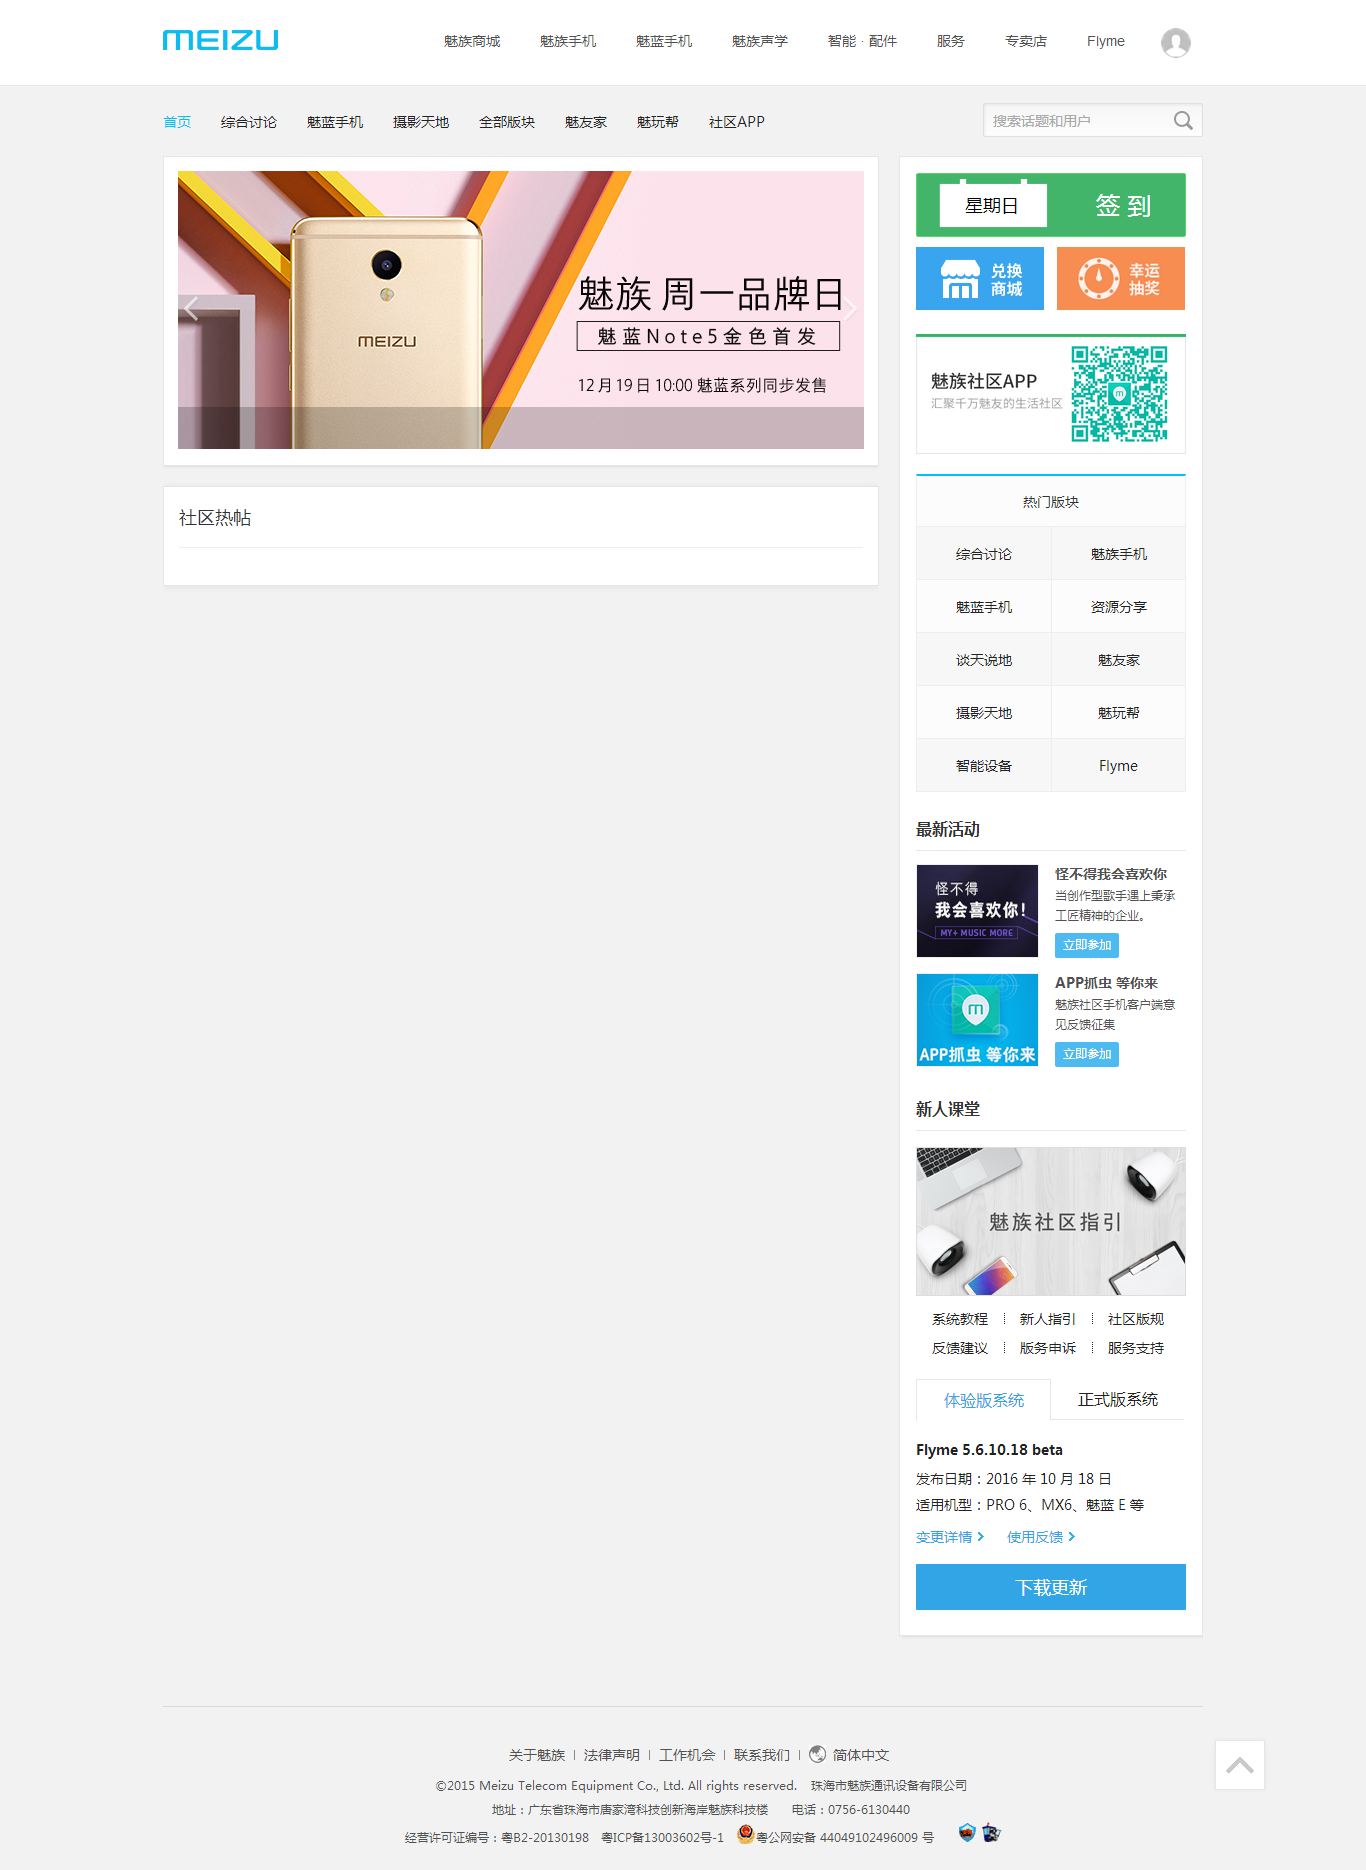 MEIZU
魅族商城 魅族手机 魅蓝手机 魅族声学 智能 · 配件 服务 专卖店 Flyme
首页 综合讨论 魅蓝手机 摄影天地 全部版块 魅友家 魅玩帮 社区APP
搜索话题和用户
MEIZU
魅族 周一品牌日
魅蓝Note5金色首发
12月19日 10:00 魅蓝系列同步发售
社区热帖
星期日
签到
兑换
商城
幸运
抽奖
魅族社区APP
汇聚千万魅友的生活社区
热门版块
综合讨论 魅族手机
魅蓝手机 资源分享
谈天说地 魅友家
摄影天地 魅玩帮
智能设备 Flyme
最新活动
怪不得
我会喜欢你!
MY+ MUSIC MORE
怪不得我会喜欢你
当创作型歌手遇上秉承
工匠精神的企业。
立即参加
APP抓虫 等你来
APP抓虫 等你来
魅族社区手机客户端意
见反馈征集
立即参加
新人课堂
魅族社区指引
系统教程 新人指引 社区版规
反馈建议 版务申诉 服务支持
体验版系统 正式版系统
Flyme 5.6.10.18 beta
发布日期：2016 年 10 月 18 日
适用机型：PRO 6、MX6、魅蓝 E 等
变更详情 使用反馈
下载更新
关于魅族 | 法律声明 | 工作机会 | 联系我们 | 简体中文
©2015 Meizu Telecom Equipment Co., Ltd. All rights reserved. 珠海市魅族通讯设备有限公司
地址：广东省珠海市唐家湾科技创新海岸魅族科技楼 电话：0756-6130440
经营许可证编号：粤B2-20130198 粤ICP备13003602号-1 粤公网安备 44049102496009 号